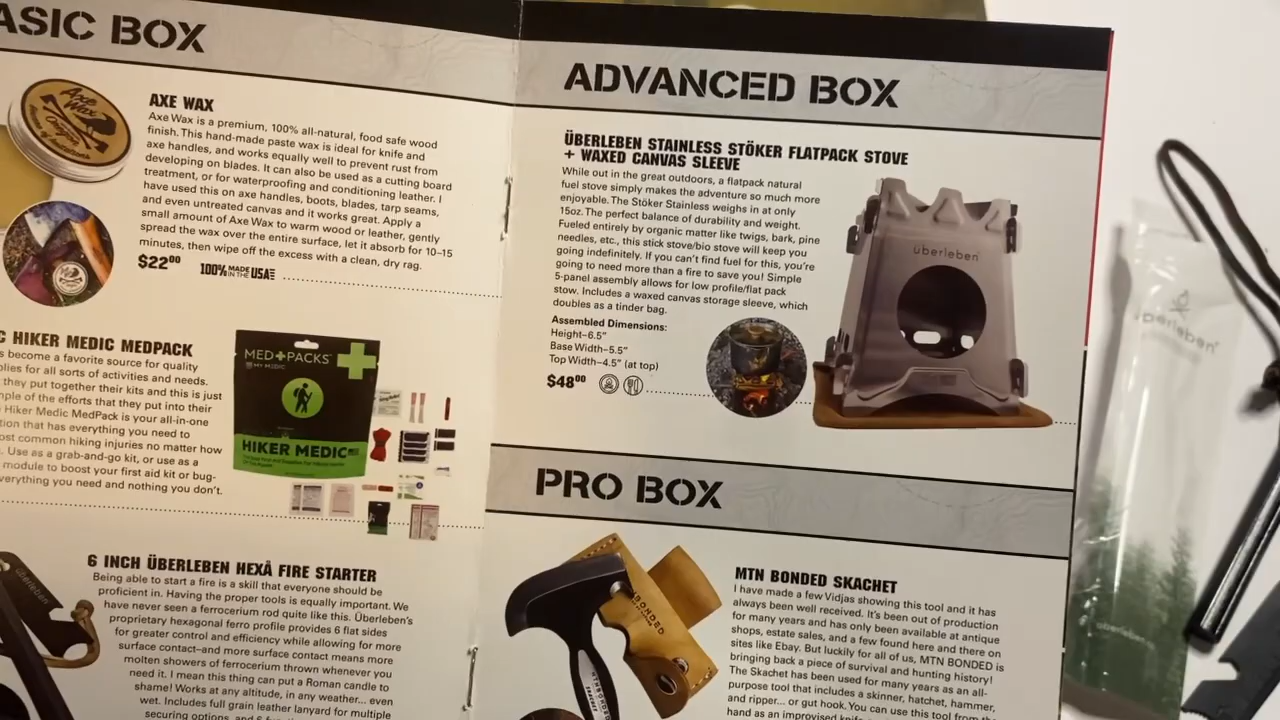 ASIC BOX
AXE WAX
Axe Wax is a premium, 100% all-natural, food safe wood
finish. This hand-made paste wax is ideal for knife and
axe handles, and works equally well to prevent rust from
developing on blades. It can also be used as a cutting board
treatment, or for waterproofing and conditioning leather. I
have used this on axe handles, boots, blades, tarp seams,
and even untreated canvas and it works great. Apply a
small amount of Axe Wax to warm wood or leather, gently
spread the wax over the entire surface, let it absorb for 10–15
minutes, then wipe off the excess with a clean, dry rag.
$22⁰⁰ 100% MADE IN THE USA
Axe
Wax
C HIKER MEDIC MEDPACK
s become a favorite source for quality
plies for all sorts of activities and needs.
they put together their kits and this is just
mple of the efforts that they put into their
Hiker Medic MedPack is your all-in-one
tion that has everything you need to
ost common hiking injuries no matter how
. Use as a grab-and-go kit, or use as a
module to boost your first aid kit or bug-
verything you need and nothing you don't.
MED+PACKS
MY MEDIC
HIKER MEDIC
6 INCH ÜBERLEBEN HEXÅ FIRE STARTER
Being able to start a fire is a skill that everyone should be
proficient in. Having the proper tools is equally important. We
have never seen a ferrocerium rod quite like this. Überleben's
proprietary hexagonal ferro profile provides 6 flat sides
for greater control and efficiency while allowing for more
surface contact–and more surface contact means more
molten showers of ferrocerium thrown whenever you
need it. I mean this thing can put a Roman candle to
shame! Works at any altitude, in any weather... even
wet. Includes full grain leather lanyard for multiple
securing options, and 6
überleben
ADVANCED BOX
ÜBERLEBEN STAINLESS STÖKER FLATPACK STOVE
+ WAXED CANVAS SLEEVE
While out in the great outdoors, a flatpack natural
fuel stove simply makes the adventure so much more
enjoyable. The Stöker Stainless weighs in at only
15oz. The perfect balance of durability and weight.
Fueled entirely by organic matter like twigs, bark, pine
needles, etc., this stick stove/bio stove will keep you
going indefinitely. If you can't find fuel for this, you're
going to need more than a fire to save you! Simple
5-panel assembly allows for low profile/flat pack
stow. Includes a waxed canvas storage sleeve, which
doubles as a tinder bag.
Assembled Dimensions:
Height–6.5"
Base Width–5.5"
Top Width–4.5" (at top)
$48⁰⁰
überleben
PRO BOX
MTN BONDED SKACHET
I have made a few Vidjas showing this tool and it has
always been well received. It's been out of production
for many years and has only been available at antique
shops, estate sales, and a few found here and there on
sites like Ebay. But luckily for all of us, MTN BONDED is
bringing back a piece of survival and hunting history!
The Skachet has been used for many years as an all-
purpose tool that includes a skinner, hatchet, hammer,
and ripper... or gut hook. You can use this tool from the
hand as an improvised knife
überleben
überleben